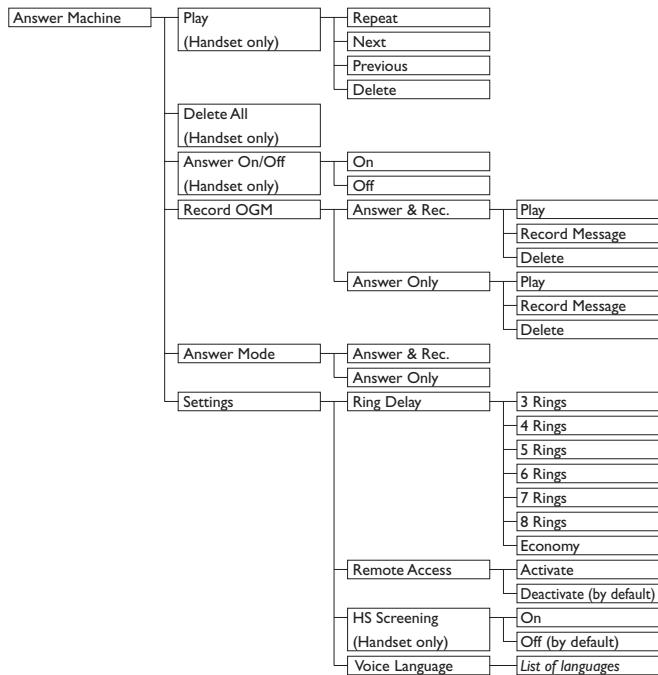 Answer Machine
Play
(Handset only)
Repeat
Next
Previous
Delete
Delete All
(Handset only)
Answer On/Off
(Handset only)
On
Off
Record OGM
Answer & Rec.
Play
Record Message
Delete
Answer Only
Play
Record Message
Delete
Answer Mode
Answer & Rec.
Answer Only
Settings
Ring Delay
3 Rings
4 Rings
5 Rings
6 Rings
7 Rings
8 Rings
Economy
Remote Access
Activate
Deactivate (by default)
HS Screening
(Handset only)
On
Off (by default)
Voice Language
List of languages